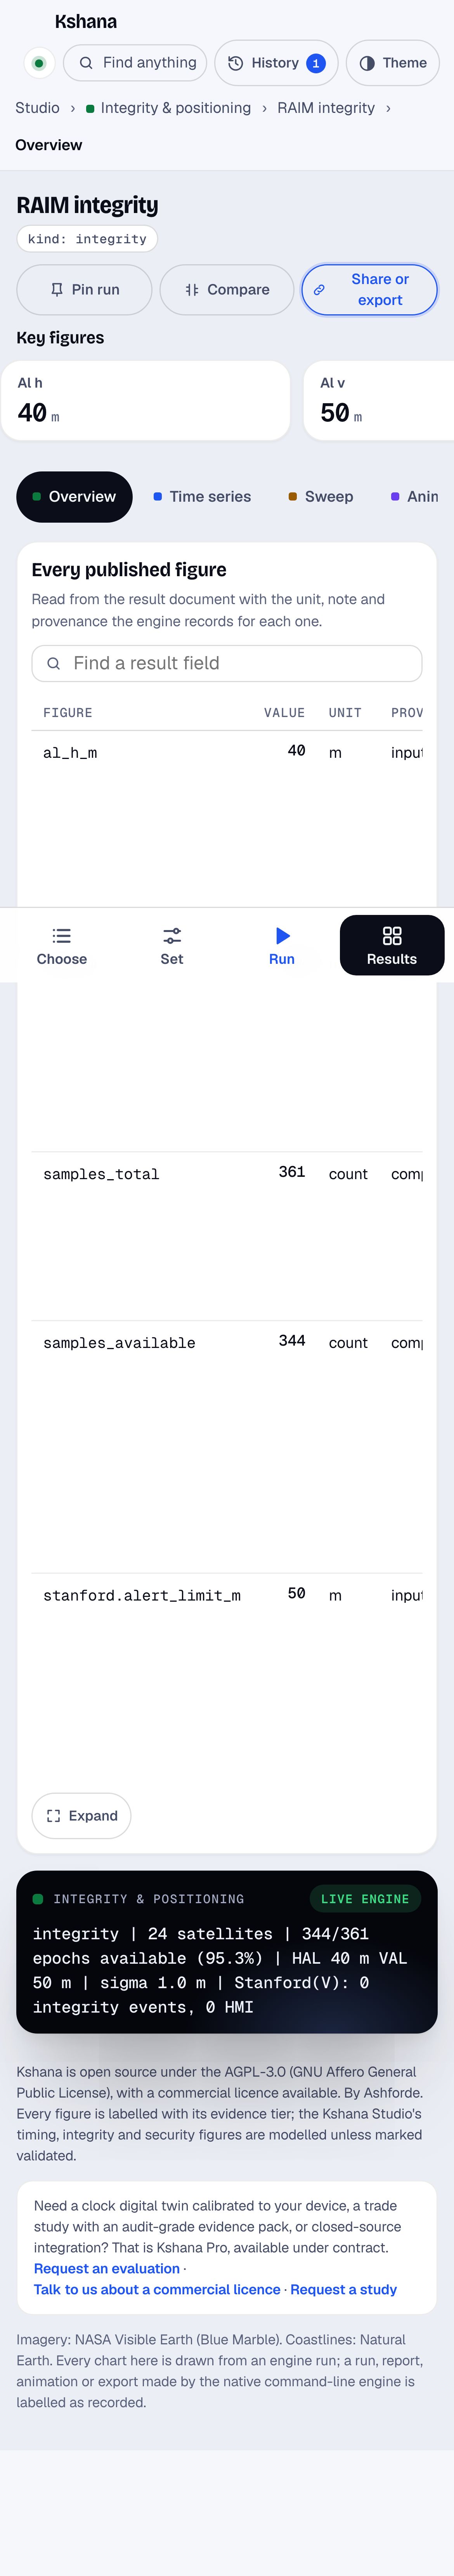 Kshana
Find anything
History 1
Theme
Studio › Integrity & positioning › RAIM integrity ›
Overview
RAIM integrity
kind: integrity
Pin run
Compare
Share or
export
Key figures
Al h
40 m
Al v
50 m
Overview
Time series
Sweep
Anim
Every published figure
Read from the result document with the unit, note and
provenance the engine records for each one.
Find a result field
FIGURE VALUE UNIT PROV
al_h_m 40 m input
Choose
Set
Run
Results
samples_total 361 count comp
samples_available 344 count comp
stanford.alert_limit_m 50 m input
Expand
INTEGRITY & POSITIONING
LIVE ENGINE
integrity | 24 satellites | 344/361
epochs available (95.3%) | HAL 40 m VAL
50 m | sigma 1.0 m | Stanford(V): 0
integrity events, 0 HMI
Kshana is open source under the AGPL-3.0 (GNU Affero General
Public License), with a commercial licence available. By Ashforde.
Every figure is labelled with its evidence tier; the Kshana Studio's
timing, integrity and security figures are modelled unless marked
validated.
Need a clock digital twin calibrated to your device, a trade
study with an audit-grade evidence pack, or closed-source
integration? That is Kshana Pro, available under contract.
Request an evaluation ·
Talk to us about a commercial licence · Request a study
Imagery: NASA Visible Earth (Blue Marble). Coastlines: Natural
Earth. Every chart here is drawn from an engine run; a run, report,
animation or export made by the native command-line engine is
labelled as recorded.